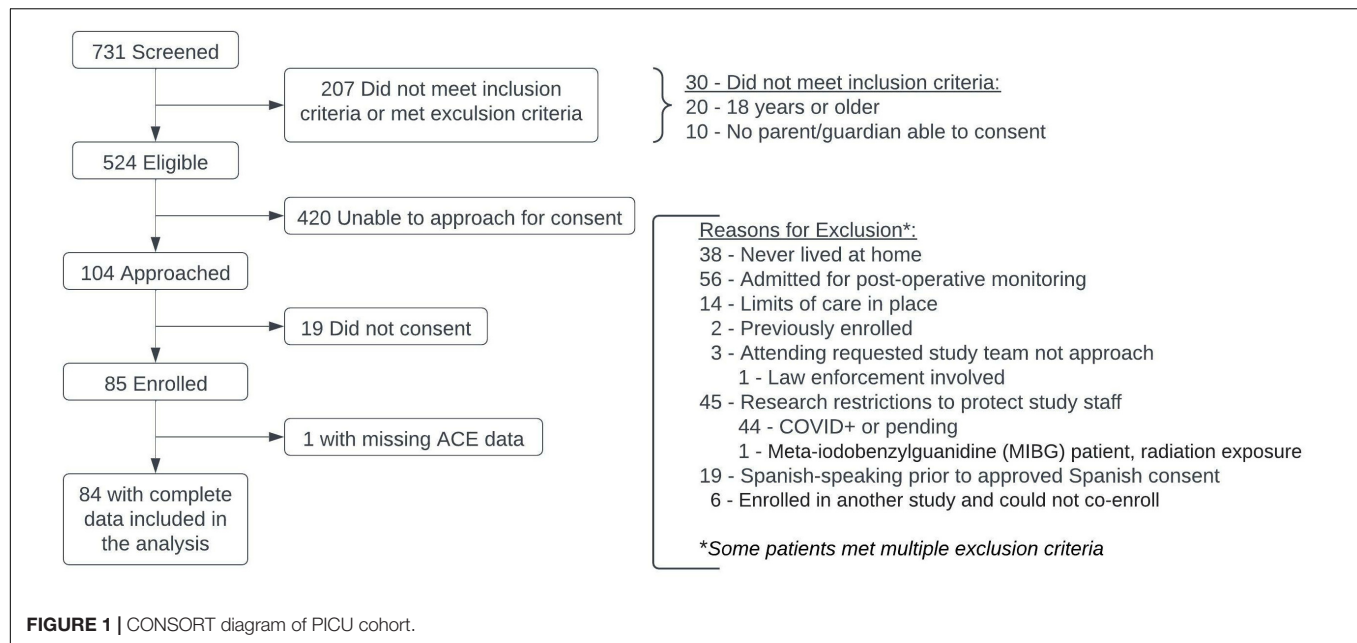 731 Screened
207 Did not meet inclusion
criteria or met exculsion criteria
30 - Did not meet inclusion criteria:
20 - 18 years or older
10 - No parent/guardian able to consent
524 Eligible
420 Unable to approach for consent
104 Approached
19 Did not consent
85 Enrolled
1 with missing ACE data
84 with complete
data included in
the analysis
Reasons for Exclusion*:
38 - Never lived at home
56 - Admitted for post-operative monitoring
14 - Limits of care in place
2 - Previously enrolled
3 - Attending requested study team not approach
1 - Law enforcement involved
45 - Research restrictions to protect study staff
44 - COVID+ or pending
1 - Meta-iodobenzylguanidine (MIBG) patient, radiation exposure
19 - Spanish-speaking prior to approved Spanish consent
6 - Enrolled in another study and could not co-enroll
*Some patients met multiple exclusion criteria
FIGURE 1 | CONSORT diagram of PICU cohort.